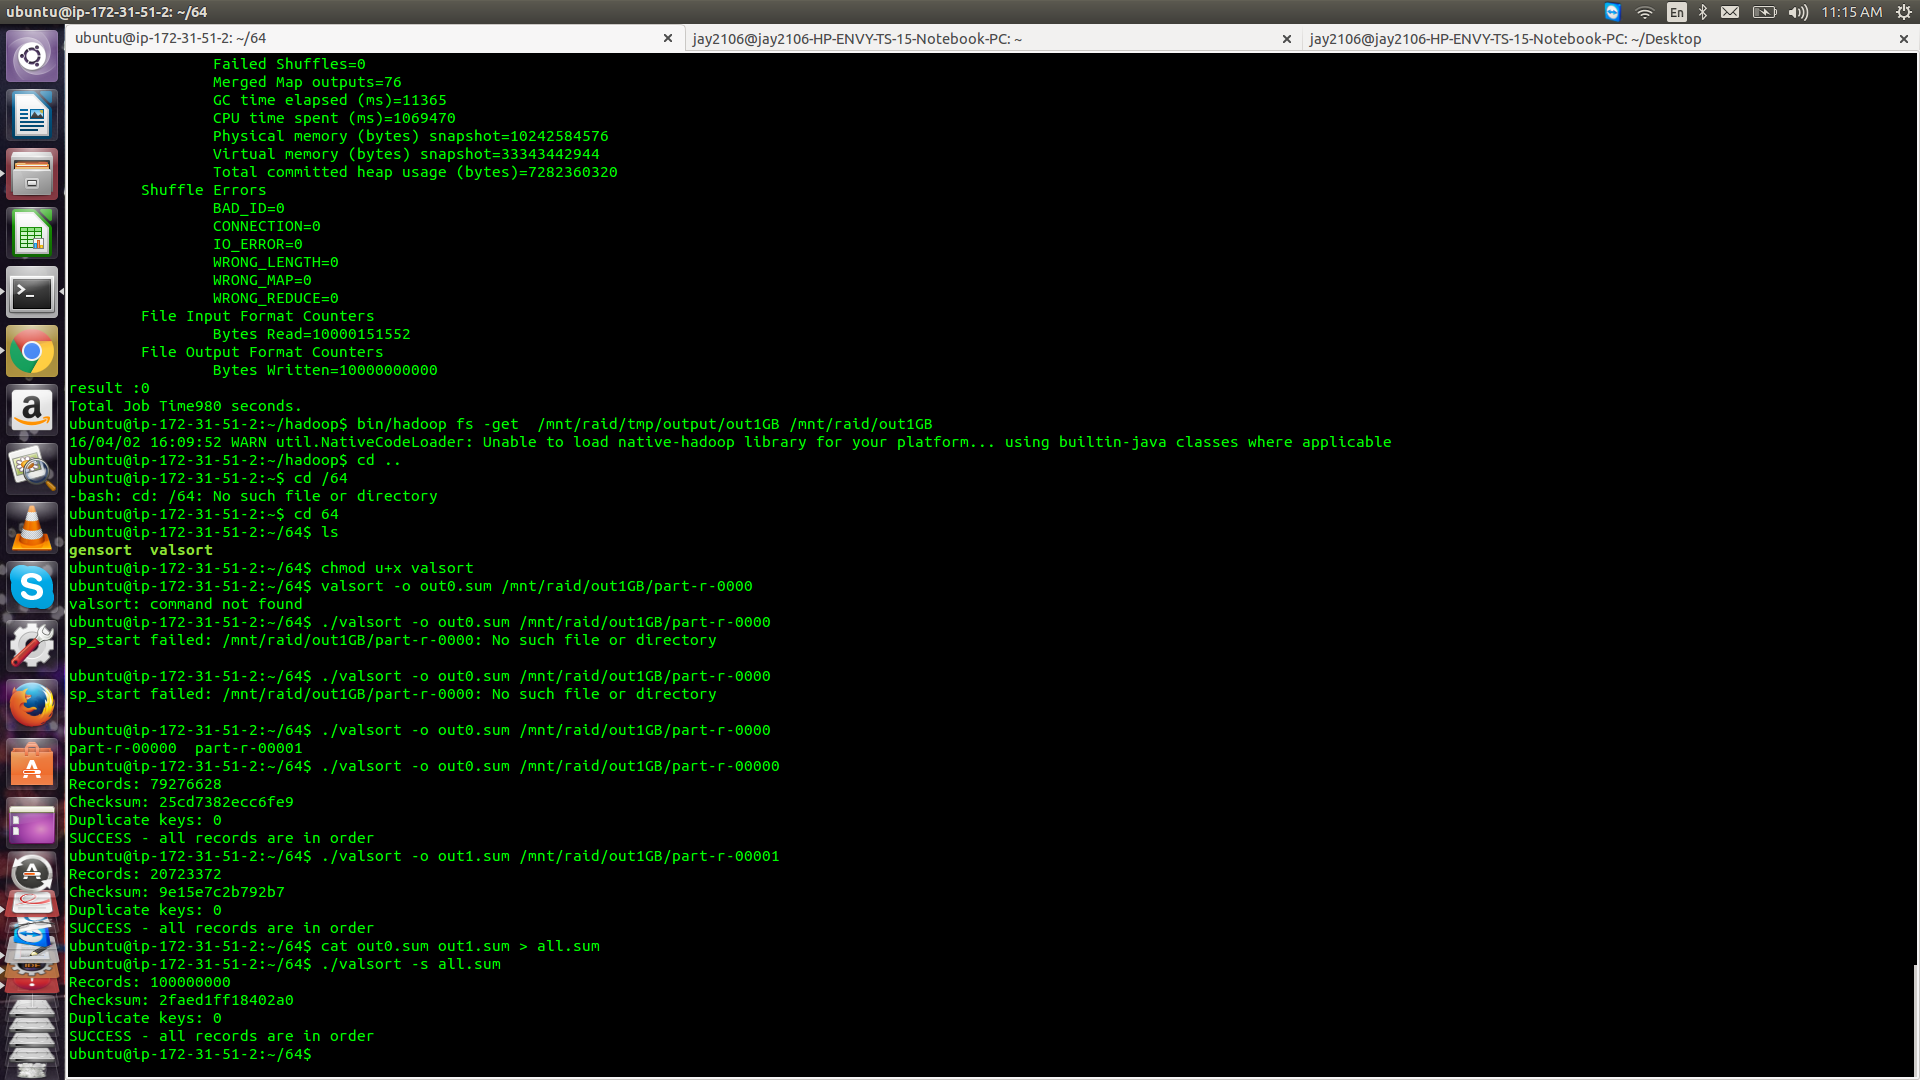 ubuntu@ip-172-31-51-2: ~/64
En
11:15 AM
ubuntu@ip-172-31-51-2: ~/64
jay2106@jay2106-HP-ENVY-TS-15-Notebook-PC: ~
jay2106@jay2106-HP-ENVY-TS-15-Notebook-PC: ~/Desktop
Failed Shuffles=0
Merged Map outputs=76
GC time elapsed (ms)=11365
CPU time spent (ms)=1069470
Physical memory (bytes) snapshot=10242584576
Virtual memory (bytes) snapshot=33343442944
Total committed heap usage (bytes)=7282360320
Shuffle Errors
BAD_ID=0
CONNECTION=0
IO_ERROR=0
WRONG_LENGTH=0
WRONG_MAP=0
WRONG_REDUCE=0
File Input Format Counters
Bytes Read=10000151552
File Output Format Counters
Bytes Written=10000000000
result :0
Total Job Time980 seconds.
ubuntu@ip-172-31-51-2:~/hadoop$ bin/hadoop fs -get  /mnt/raid/tmp/output/out1GB /mnt/raid/out1GB
16/04/02 16:09:52 WARN util.NativeCodeLoader: Unable to load native-hadoop library for your platform... using builtin-java classes where applicable
ubuntu@ip-172-31-51-2:~/hadoop$ cd ..
ubuntu@ip-172-31-51-2:~$ cd /64
-bash: cd: /64: No such file or directory
ubuntu@ip-172-31-51-2:~$ cd 64
ubuntu@ip-172-31-51-2:~/64$ ls
gensort  valsort
ubuntu@ip-172-31-51-2:~/64$ chmod u+x valsort
ubuntu@ip-172-31-51-2:~/64$ valsort -o out0.sum /mnt/raid/out1GB/part-r-0000
valsort: command not found
ubuntu@ip-172-31-51-2:~/64$ ./valsort -o out0.sum /mnt/raid/out1GB/part-r-0000
sp_start failed: /mnt/raid/out1GB/part-r-0000: No such file or directory
ubuntu@ip-172-31-51-2:~/64$ ./valsort -o out0.sum /mnt/raid/out1GB/part-r-0000
sp_start failed: /mnt/raid/out1GB/part-r-0000: No such file or directory
ubuntu@ip-172-31-51-2:~/64$ ./valsort -o out0.sum /mnt/raid/out1GB/part-r-0000
part-r-00000  part-r-00001
ubuntu@ip-172-31-51-2:~/64$ ./valsort -o out0.sum /mnt/raid/out1GB/part-r-00000
Records: 79276628
Checksum: 25cd7382ecc6fe9
Duplicate keys: 0
SUCCESS - all records are in order
ubuntu@ip-172-31-51-2:~/64$ ./valsort -o out1.sum /mnt/raid/out1GB/part-r-00001
Records: 20723372
Checksum: 9e15e7c2b792b7
Duplicate keys: 0
SUCCESS - all records are in order
ubuntu@ip-172-31-51-2:~/64$ cat out0.sum out1.sum > all.sum
ubuntu@ip-172-31-51-2:~/64$ ./valsort -s all.sum
Records: 100000000
Checksum: 2faed1ff18402a0
Duplicate keys: 0
SUCCESS - all records are in order
ubuntu@ip-172-31-51-2:~/64$